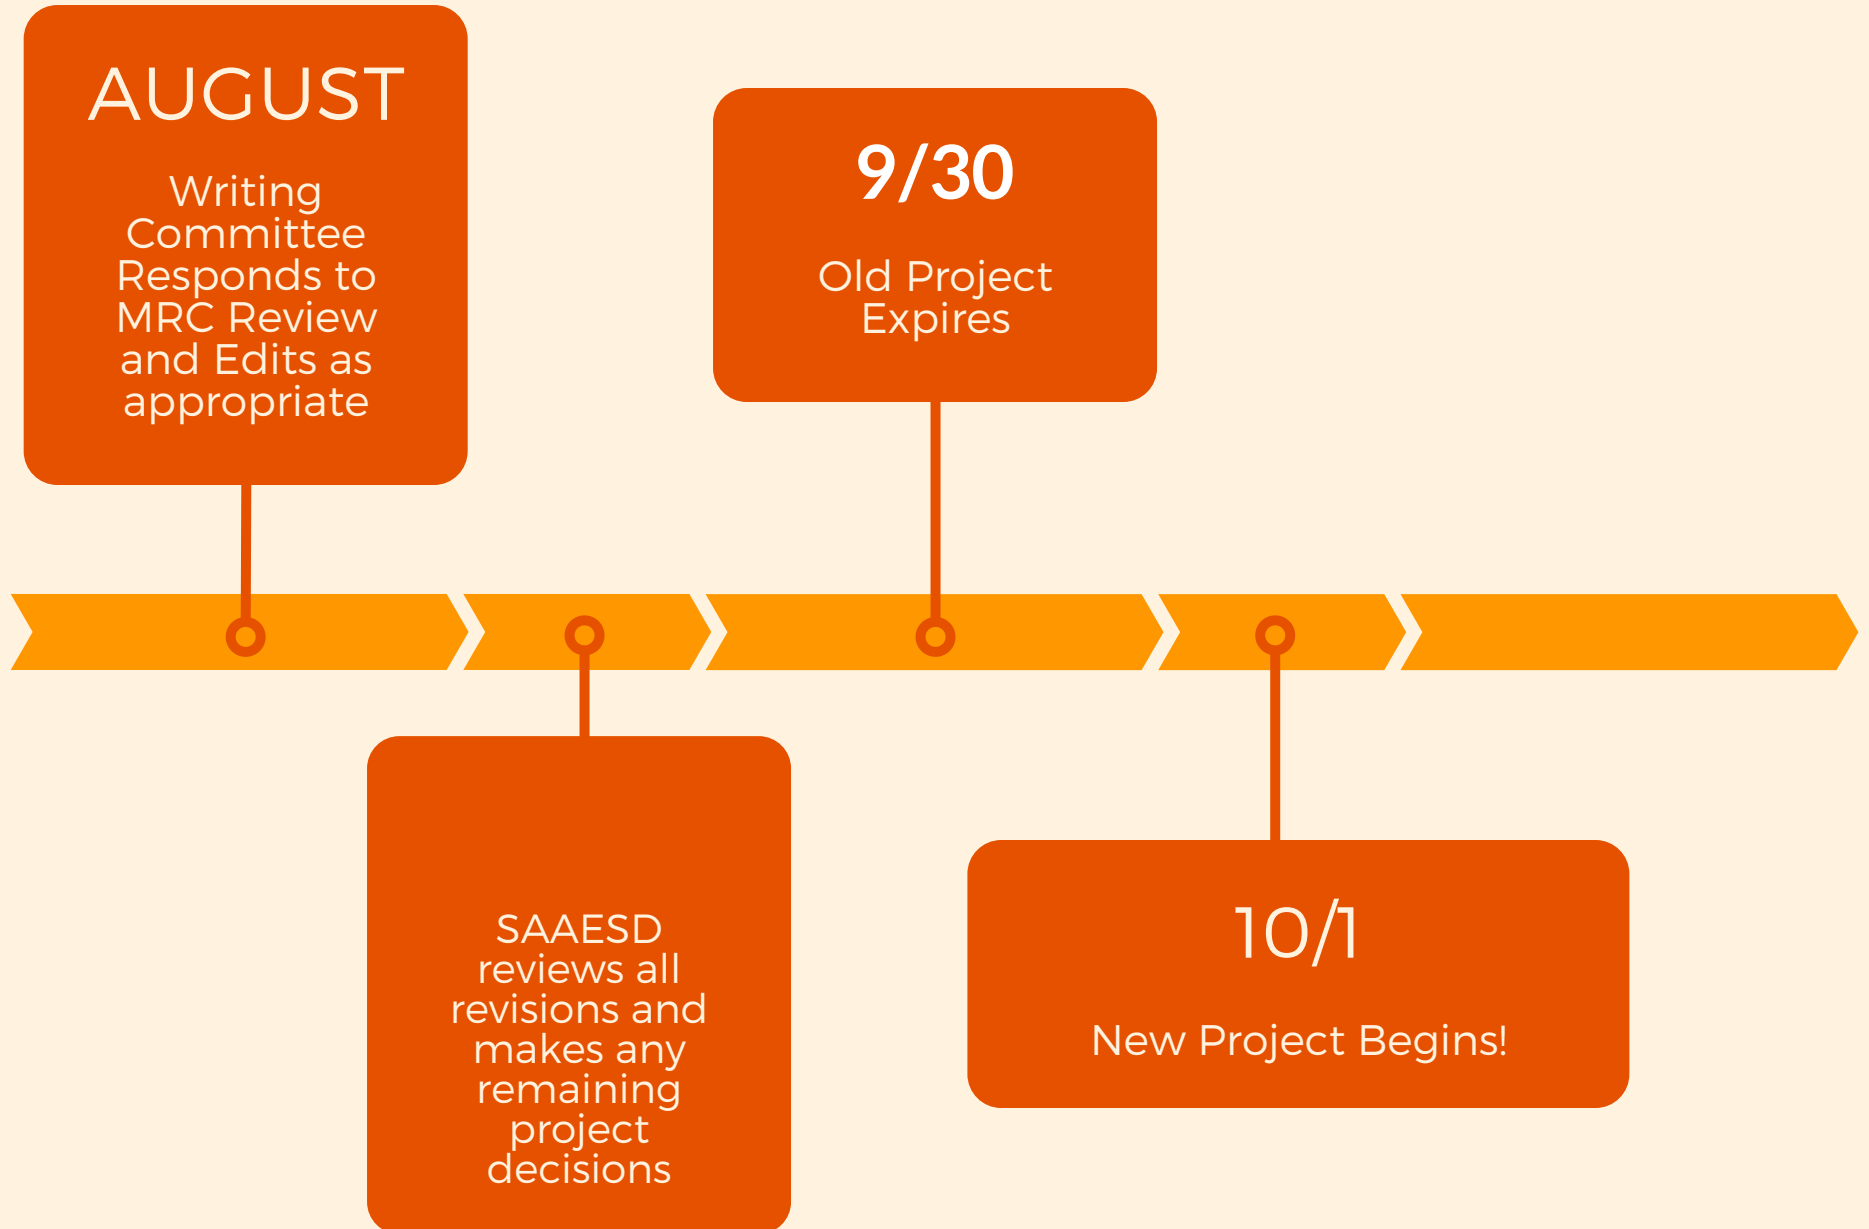 AUGUST
Writing
Committee
Responds to
MRC Review
and Edits as
appropriate
SAAESD
reviews all
revisions and
makes any
remaining
project
decisions
9/30
Old Project
Expires
10/1
New Project Begins!